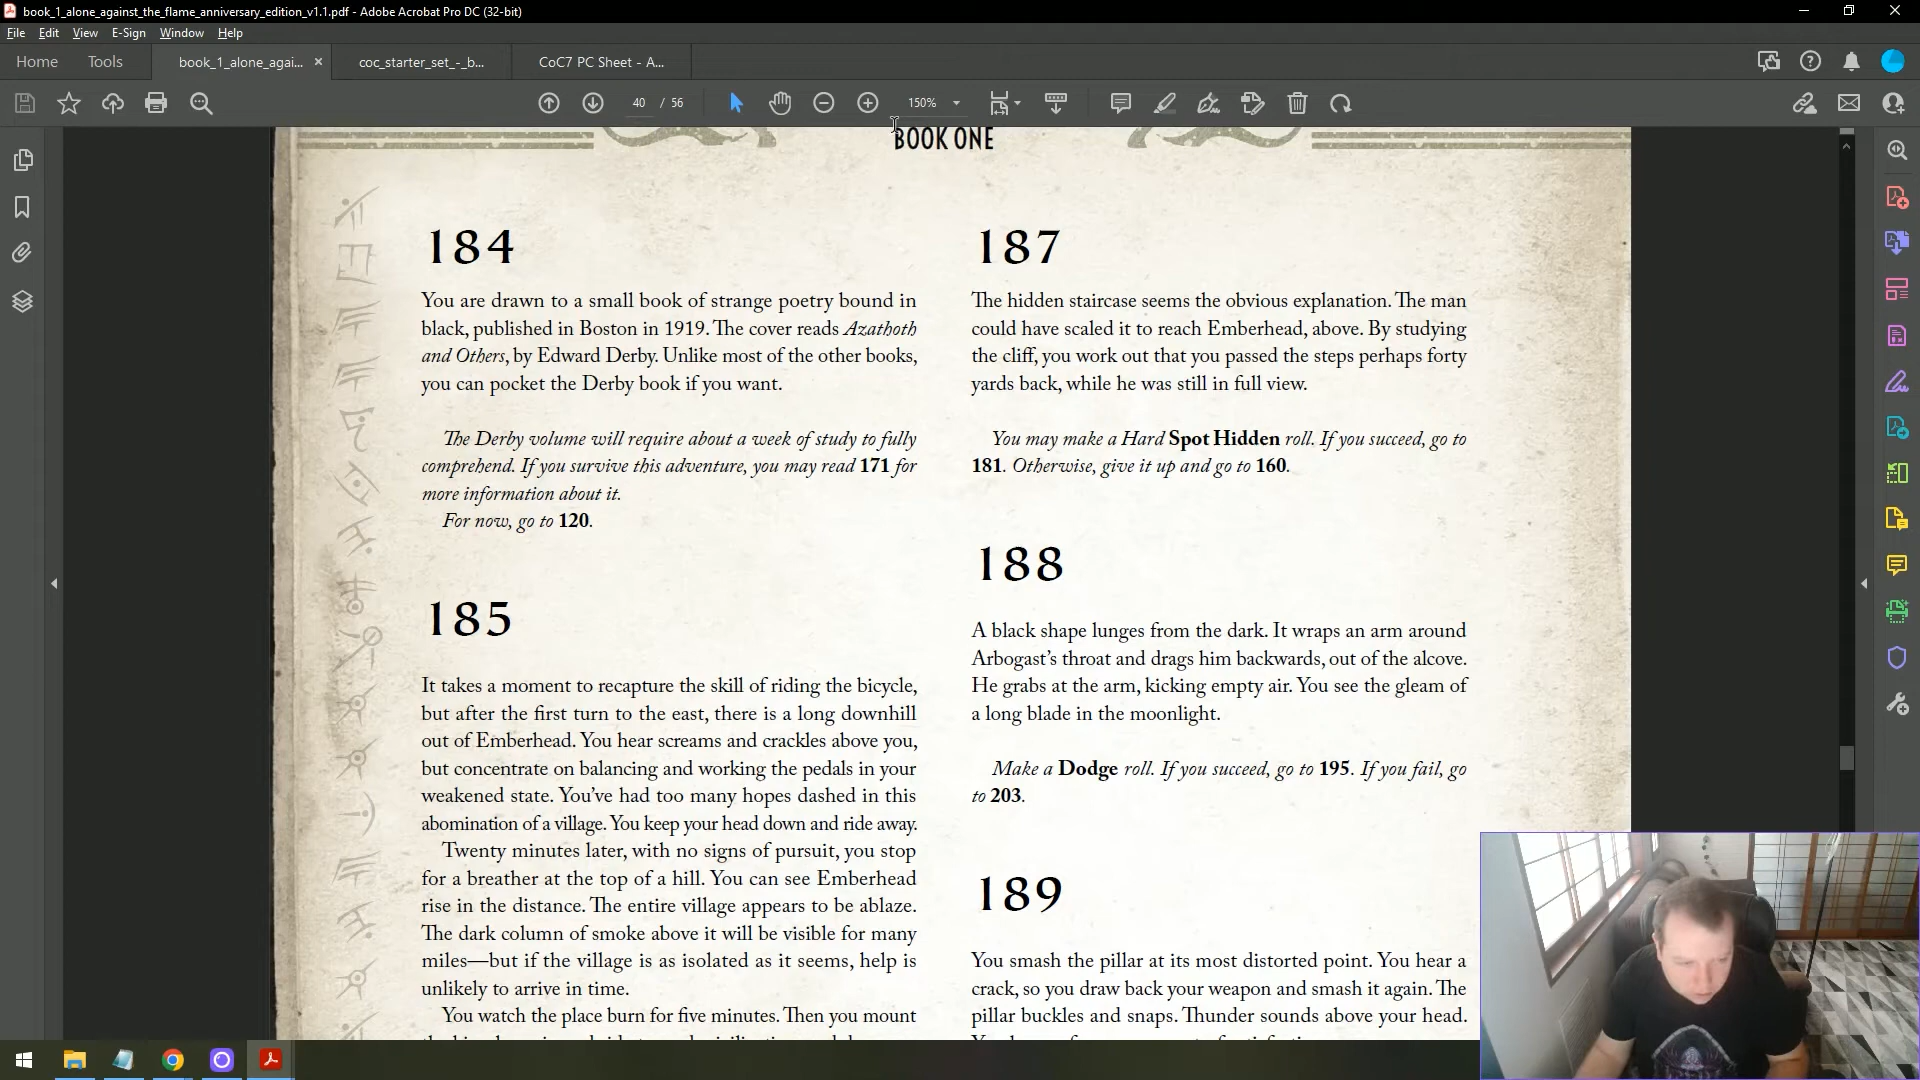 book_1_alone_against_the_flame_anniversary_edition_v1.1.pdf - Adobe Acrobat Pro DC (32-bit)
File Edit View E-Sign Window Help
Home Tools book_1_alone_agai... coc_starter_set_-_b... CoC7 PC Sheet - A...
40 / 56 150%
BOOK ONE
184
You are drawn to a small book of strange poetry bound in
black, published in Boston in 1919. The cover reads Azathoth
and Others, by Edward Derby. Unlike most of the other books,
you can pocket the Derby book if you want.
The Derby volume will require about a week of study to fully
comprehend. If you survive this adventure, you may read 171 for
more information about it.
For now, go to 120.
185
It takes a moment to recapture the skill of riding the bicycle,
but after the first turn to the east, there is a long downhill
out of Emberhead. You hear screams and crackles above you,
but concentrate on balancing and working the pedals in your
weakened state. You've had too many hopes dashed in this
abomination of a village. You keep your head down and ride away.
Twenty minutes later, with no signs of pursuit, you stop
for a breather at the top of a hill. You can see Emberhead
rise in the distance. The entire village appears to be ablaze.
The dark column of smoke above it will be visible for many
miles—but if the village is as isolated as it seems, help is
unlikely to arrive in time.
You watch the place burn for five minutes. Then you mount
187
The hidden staircase seems the obvious explanation. The man
could have scaled it to reach Emberhead, above. By studying
the cliff, you work out that you passed the steps perhaps forty
yards back, while he was still in full view.
You may make a Hard Spot Hidden roll. If you succeed, go to
181. Otherwise, give it up and go to 160.
188
A black shape lunges from the dark. It wraps an arm around
Arbogast's throat and drags him backwards, out of the alcove.
He grabs at the arm, kicking empty air. You see the gleam of
a long blade in the moonlight.
Make a Dodge roll. If you succeed, go to 195. If you fail, go
to 203.
189
You smash the pillar at its most distorted point. You hear a
crack, so you draw back your weapon and smash it again. The
pillar buckles and snaps. Thunder sounds above your head.